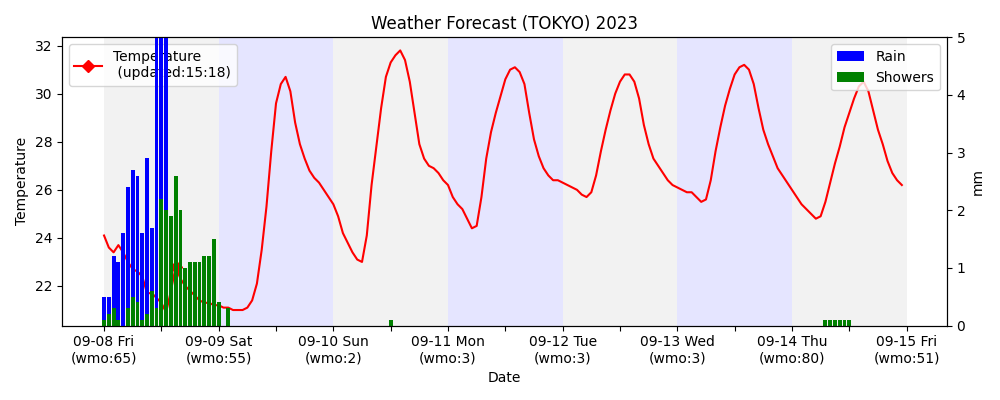 Weather Forecast (TOKYO) 2023
Temperature
(updated:15:18)
Rain
Showers
32
30
28
26
24
22
Temperature
5
4
3
2
1
0
mm
09-08 Fri
(wmo:65)
09-09 Sat
(wmo:55)
09-10 Sun
(wmo:2)
09-11 Mon
(wmo:3)
09-12 Tue
(wmo:3)
09-13 Wed
(wmo:3)
09-14 Thu
(wmo:80)
09-15 Fri
(wmo:51)
Date